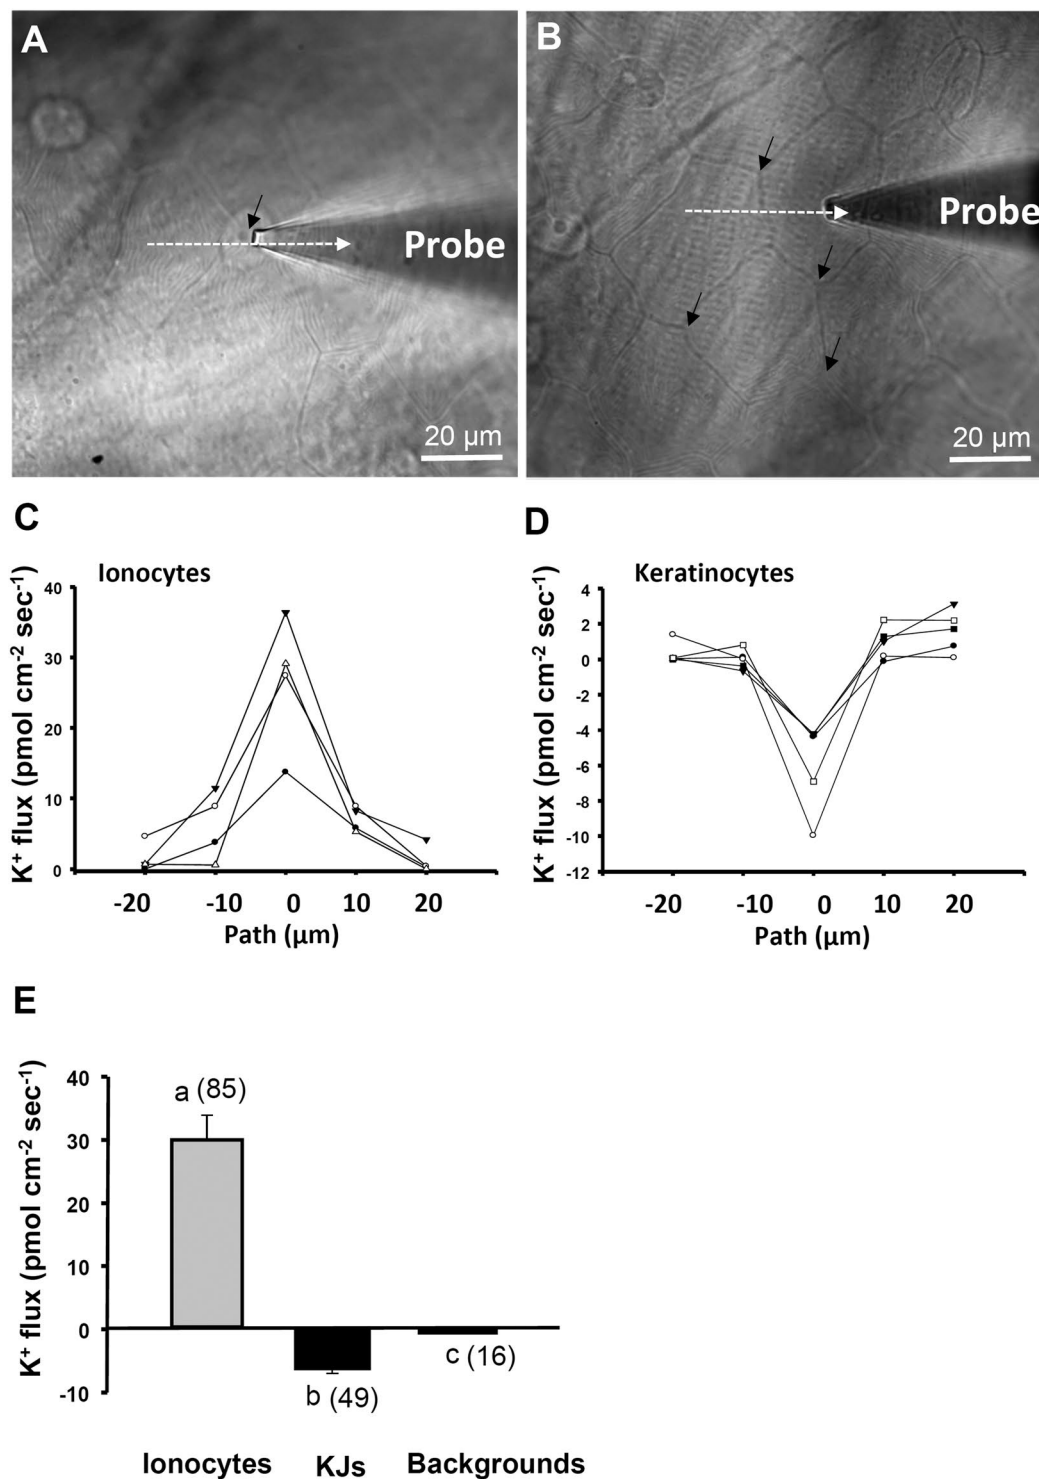 A
Probe
20 μm
B
Probe
20 μm
C
Ionocytes
K⁺ flux (pmol cm⁻² sec⁻¹)
40
30
20
10
0
-20 -10 0 10 20
Path (μm)
D
Keratinocytes
K⁺ flux (pmol cm⁻² sec⁻¹)
4
2
0
-2
-4
-6
-8
-10
-12
-20 -10 0 10 20
Path (μm)
E
K⁺ flux (pmol cm⁻² sec⁻¹)
40
30
20
10
0
-10
a (85)
b (49)
c (16)
Ionocytes KJs Backgrounds